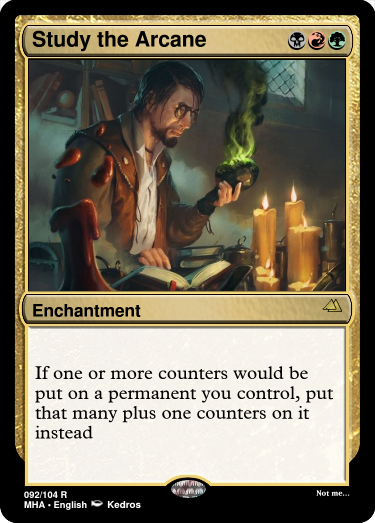 Study the Arcane
Enchantment
If one or more counters would be
put on a permanent you control, put
that many plus one counters on it
instead
092/104 R
Not me...
MHA • English Kedros